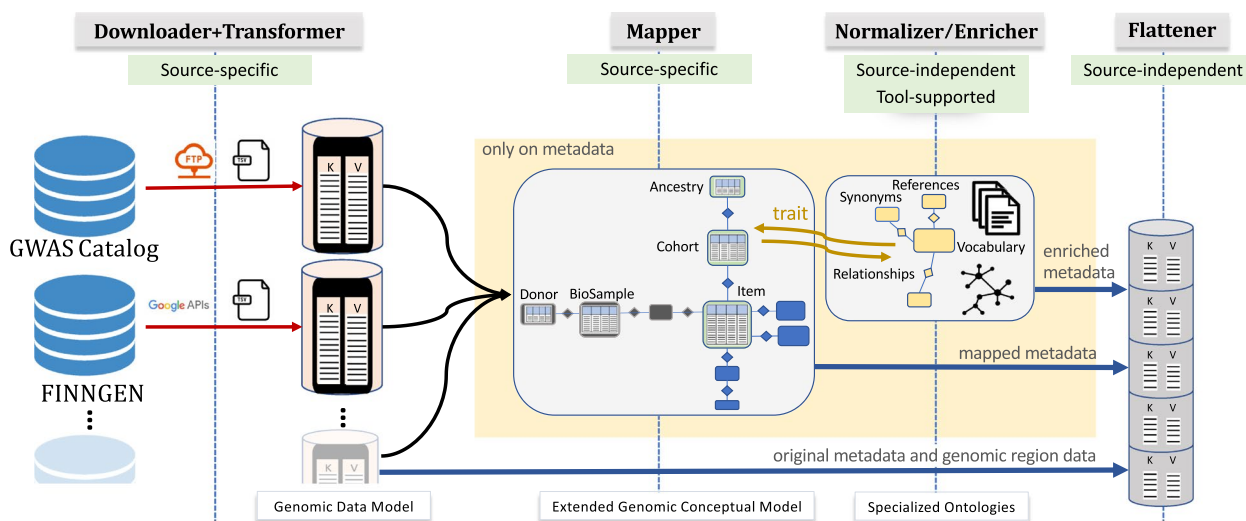 Downloader+Transformer
Mapper
Normalizer/Enricher
Flattener
Source-specific
Source-specific
Source-independent
Tool-supported
Source-independent
only on metadata
FTP
TSV
K V
GWAS Catalog
Ancestry
Cohort
trait
References
Synonyms
Vocabulary
Relationships
enriched
metadata
K V
Google APIs
TSV
K V
FINNGEN
Donor
BioSample
Item
K V
mapped metadata
K V
K V
K V
original metadata and genomic region data
K V
Genomic Data Model
Extended Genomic Conceptual Model
Specialized Ontologies